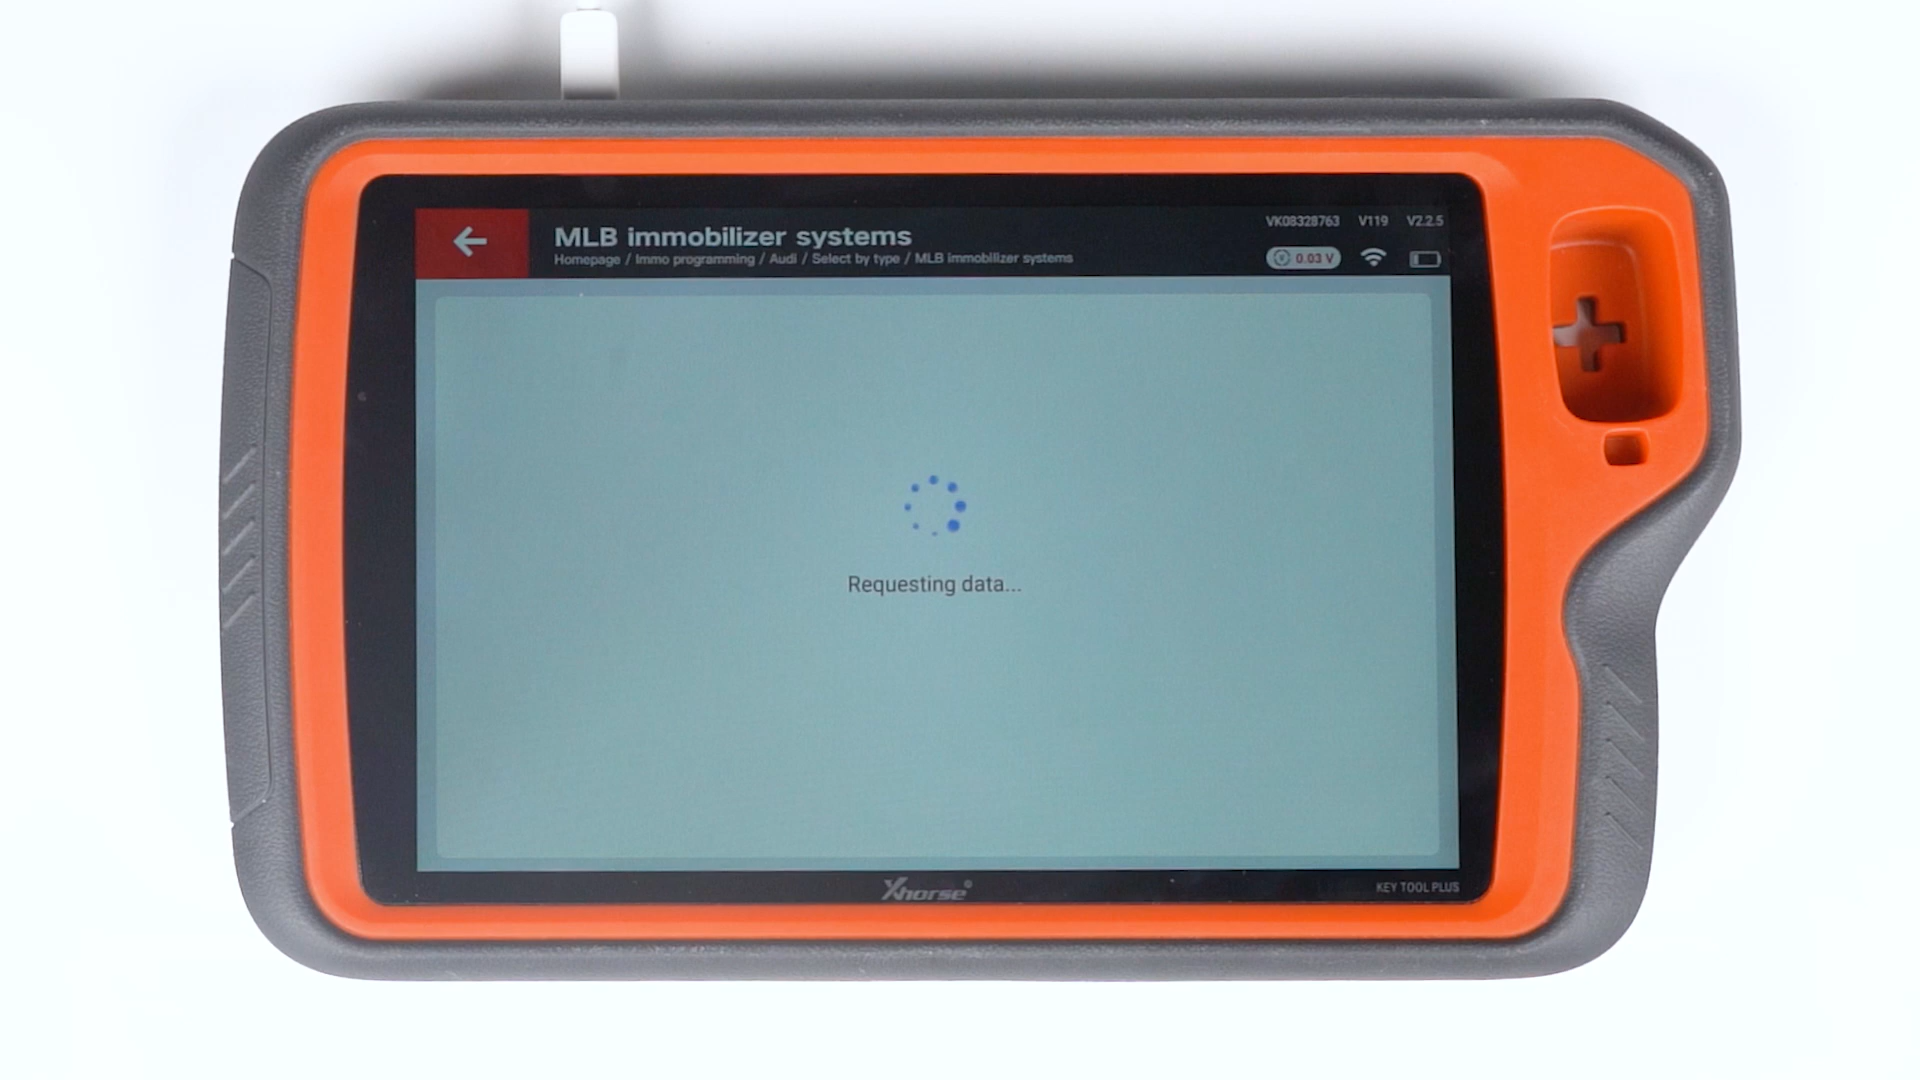 MLB immobilizer systems
Homepage / Immo programming / Audi / Select by type / MLB immobilizer systems
VK08328763 V119 V2.2.5
0.03 V
Requesting data...
Xhorse
KEY TOOL PLUS